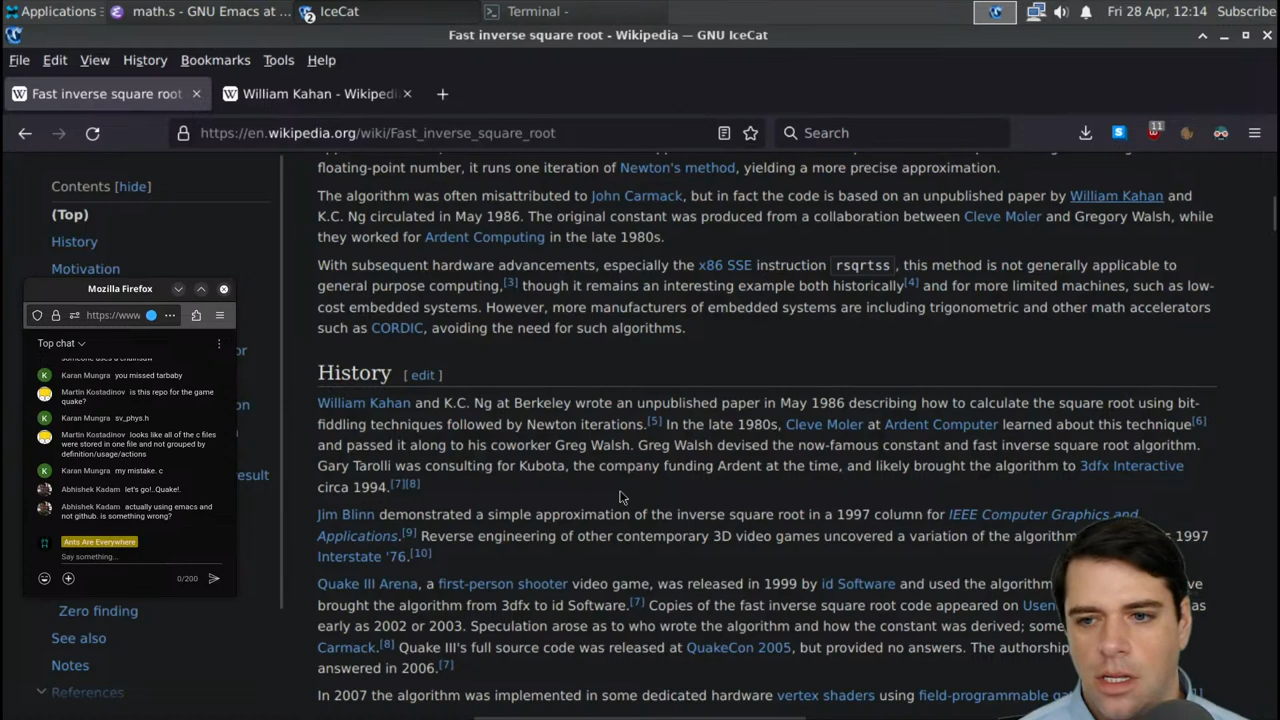 Applications
math.s - GNU Emacs at ...
2
IceCat
Terminal -
Fri 28 Apr, 12:14
Subscribe
Fast inverse square root - Wikipedia — GNU IceCat
File Edit View History Bookmarks Tools Help
Fast inverse square root
William Kahan - Wikipedi
https://en.wikipedia.org/wiki/Fast_inverse_square_root
Search
11
Contents [hide]
(Top)
History
Motivation
Zero finding
See also
Notes
References
floating-point number, it runs one iteration of Newton's method, yielding a more precise approximation.
The algorithm was often misattributed to John Carmack, but in fact the code is based on an unpublished paper by William Kahan and
K.C. Ng circulated in May 1986. The original constant was produced from a collaboration between Cleve Moler and Gregory Walsh, while
they worked for Ardent Computing in the late 1980s.
With subsequent hardware advancements, especially the x86 SSE instruction rsqrtss, this method is not generally applicable to
general purpose computing,[3] though it remains an interesting example both historically[4] and for more limited machines, such as low-
cost embedded systems. However, more manufacturers of embedded systems are including trigonometric and other math accelerators
such as CORDIC, avoiding the need for such algorithms.
History [ edit ]
William Kahan and K.C. Ng at Berkeley wrote an unpublished paper in May 1986 describing how to calculate the square root using bit-
fiddling techniques followed by Newton iterations.[5] In the late 1980s, Cleve Moler at Ardent Computer learned about this technique[6]
and passed it along to his coworker Greg Walsh. Greg Walsh devised the now-famous constant and fast inverse square root algorithm.
Gary Tarolli was consulting for Kubota, the company funding Ardent at the time, and likely brought the algorithm to 3dfx Interactive
circa 1994.[7][8]
Jim Blinn demonstrated a simple approximation of the inverse square root in a 1997 column for IEEE Computer Graphics and
Applications.[9] Reverse engineering of other contemporary 3D video games uncovered a variation of the algorithm 1997
Interstate '76.[10]
Quake III Arena, a first-person shooter video game, was released in 1999 by id Software and used the algorithm
brought the algorithm from 3dfx to id Software.[7] Copies of the fast inverse square root code appeared on as
early as 2002 or 2003. Speculation arose as to who wrote the algorithm and how the constant was derived;
Carmack.[8] Quake III's full source code was released at QuakeCon 2005, but provided no answers. The
answered in 2006.[7]
In 2007 the algorithm was implemented in some dedicated hardware vertex shaders using field-programmable
Mozilla Firefox
https://www
Top chat
someone uses a chainsaw
Karan Mungra you missed tarbaby
Martin Kostadinov is this repo for the game
quake?
Karan Mungra sv_phys.h
Martin Kostadinov looks like all of the c files
were stored in one file and not grouped by
definition/usage/actions
Karan Mungra my mistake. c
Abhishek Kadam let's go!..Quake!.
Abhishek Kadam actually using emacs and
not github. is something wrong?
Ants Are Everywhere
Say something...
0/200